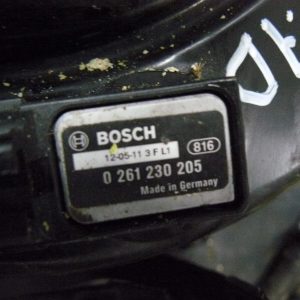 BOSCH
12-05-11 3 F L1 816
0 261 230 205
Made in Germany